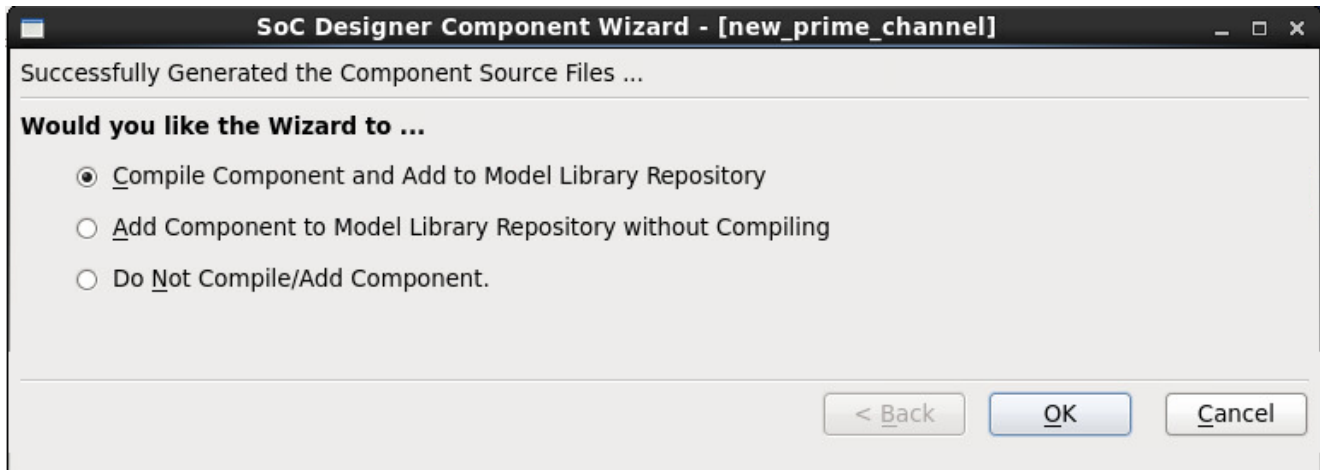 SoC Designer Component Wizard - [new_prime_channel]
Successfully Generated the Component Source Files ...
Would you like the Wizard to ...
Compile Component and Add to Model Library Repository
Add Component to Model Library Repository without Compiling
Do Not Compile/Add Component.
< Back OK Cancel